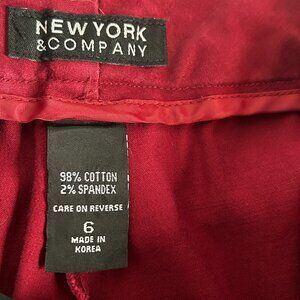 NEW YORK
& COMPANY
98% COTTON
2% SPANDEX
CARE ON REVERSE
6
MADE IN
KOREA